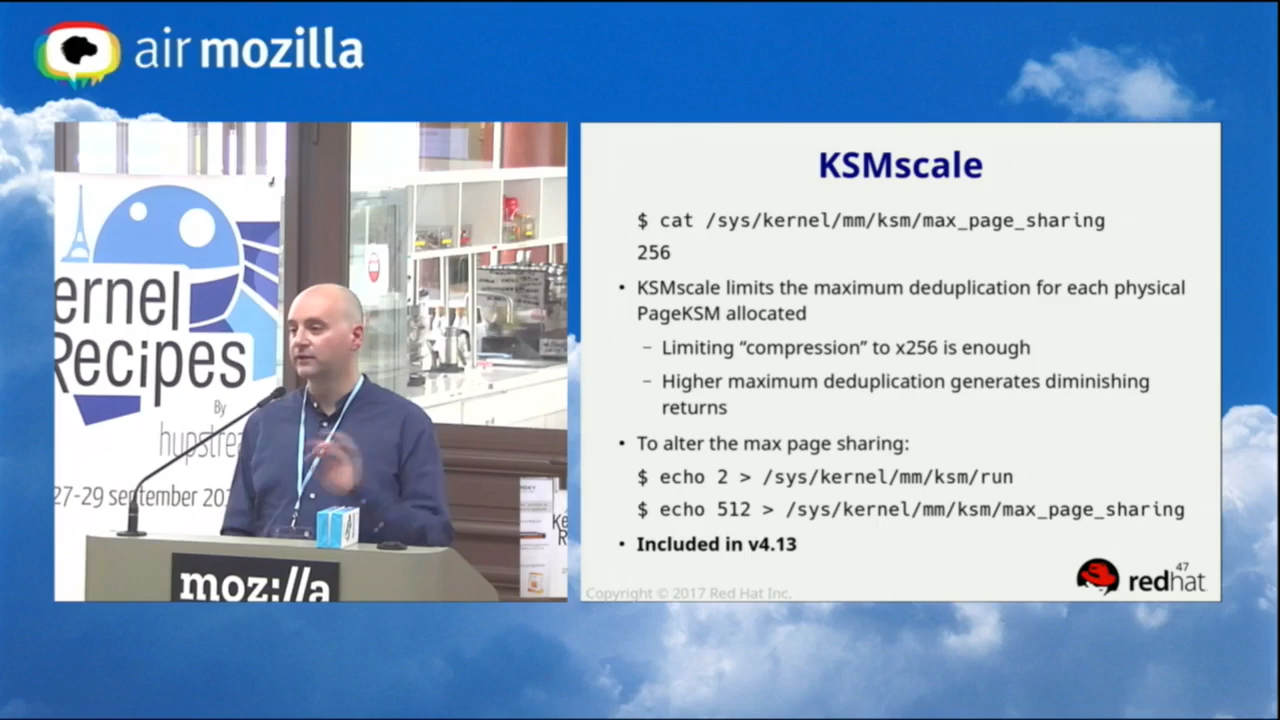 air mozilla
ernel
Recipes
By
hupstre
27-29 september 20
moz://a
KSMscale
$ cat /sys/kernel/mm/ksm/max_page_sharing
256
• KSMscale limits the maximum deduplication for each physical
PageKSM allocated
– Limiting “compression” to x256 is enough
– Higher maximum deduplication generates diminishing
returns
• To alter the max page sharing:
$ echo 2 > /sys/kernel/mm/ksm/run
$ echo 512 > /sys/kernel/mm/ksm/max_page_sharing
• Included in v4.13
47
redhat
Copyright © 2017 Red Hat Inc.